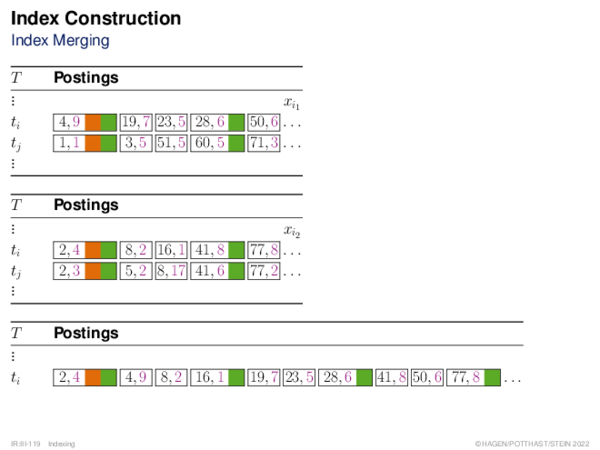 Index Construction
Index Merging
T Postings
⋮ x_{i_1}
t_i 4, 9 19, 7 23, 5 28, 6 50, 6 ...
t_j 1, 1 3, 5 51, 5 60, 5 71, 3 ...
⋮
T Postings
⋮ x_{i_2}
t_i 2, 4 8, 2 16, 1 41, 8 77, 8 ...
t_j 2, 3 5, 2 8, 17 41, 6 77, 2 ...
⋮
T Postings
⋮
t_i 2, 4 4, 9 8, 2 16, 1 19, 7 23, 5 28, 6 41, 8 50, 6 77, 8 ...
IR:III-119 Indexing ©HAGEN/POTTHAST/STEIN 2022